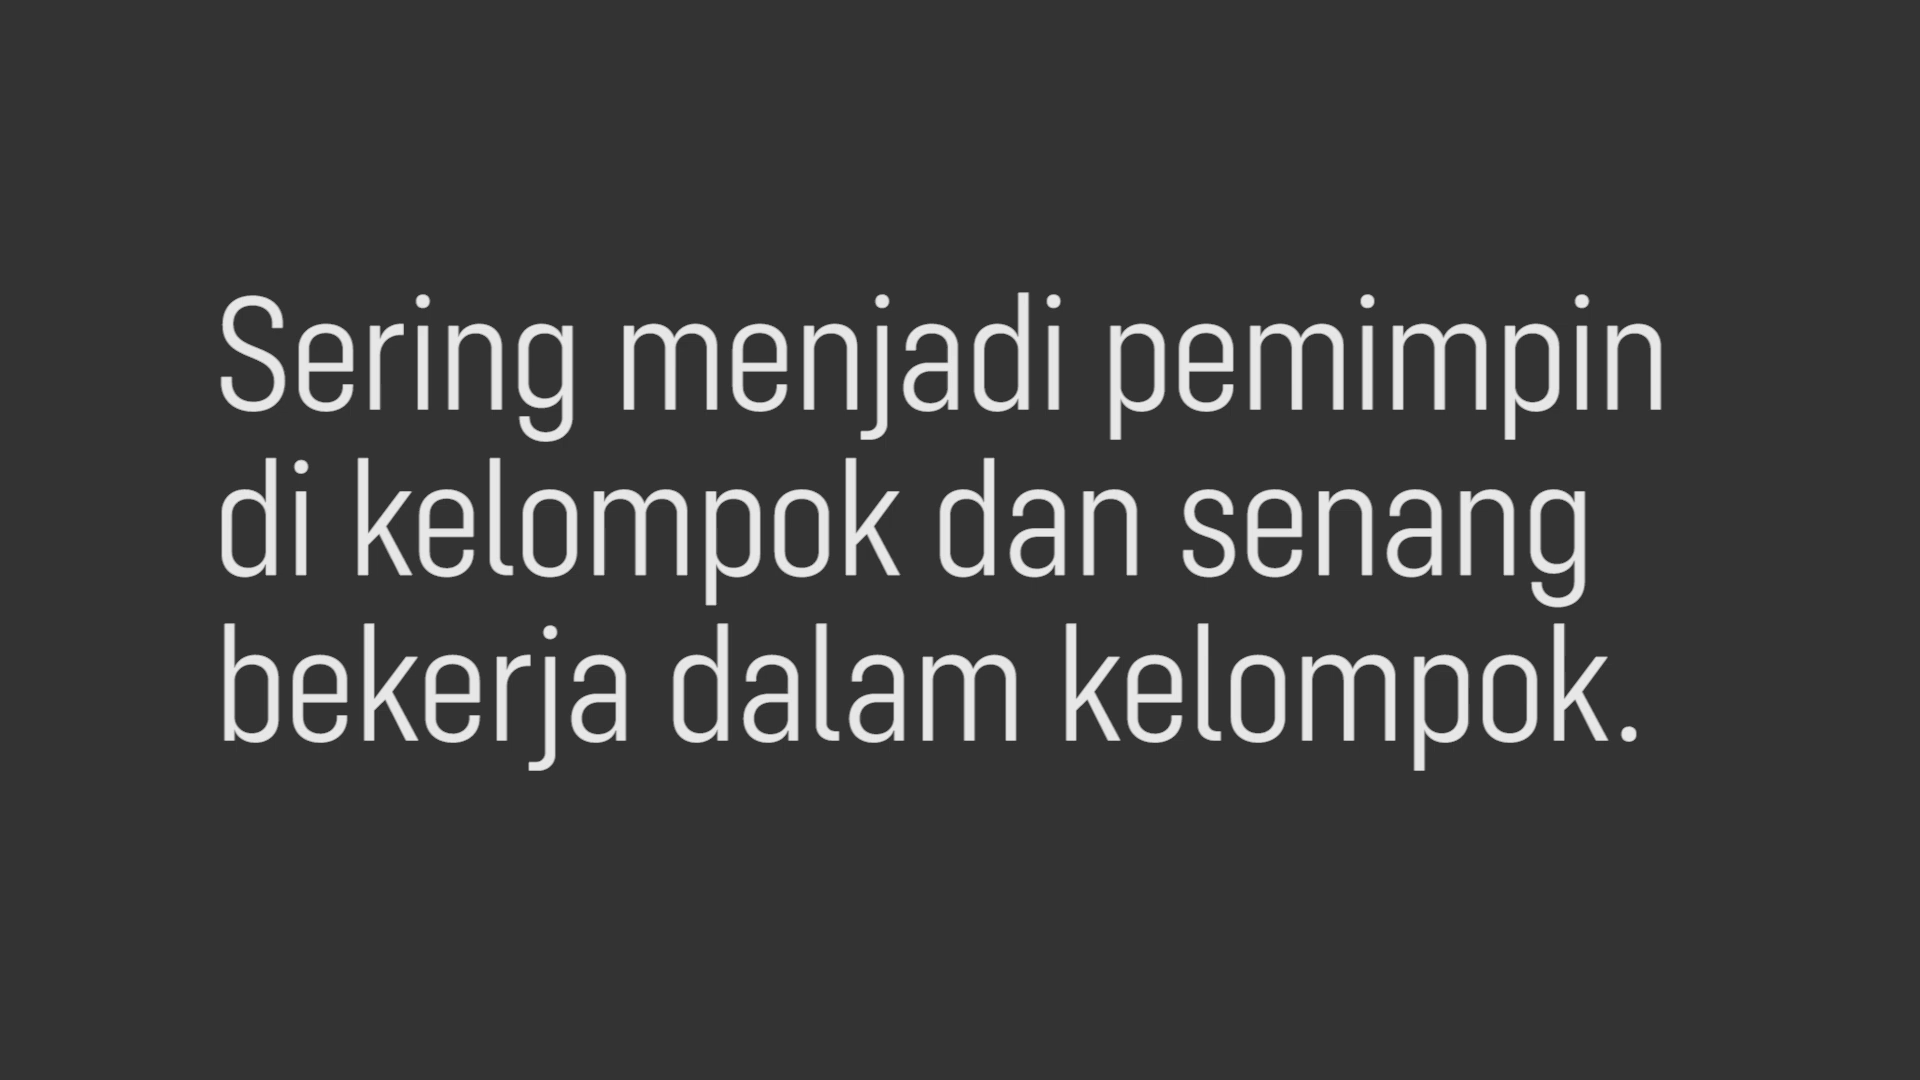 Sering menjadi pemimpin
di kelompok dan senang
bekerja dalam kelompok.